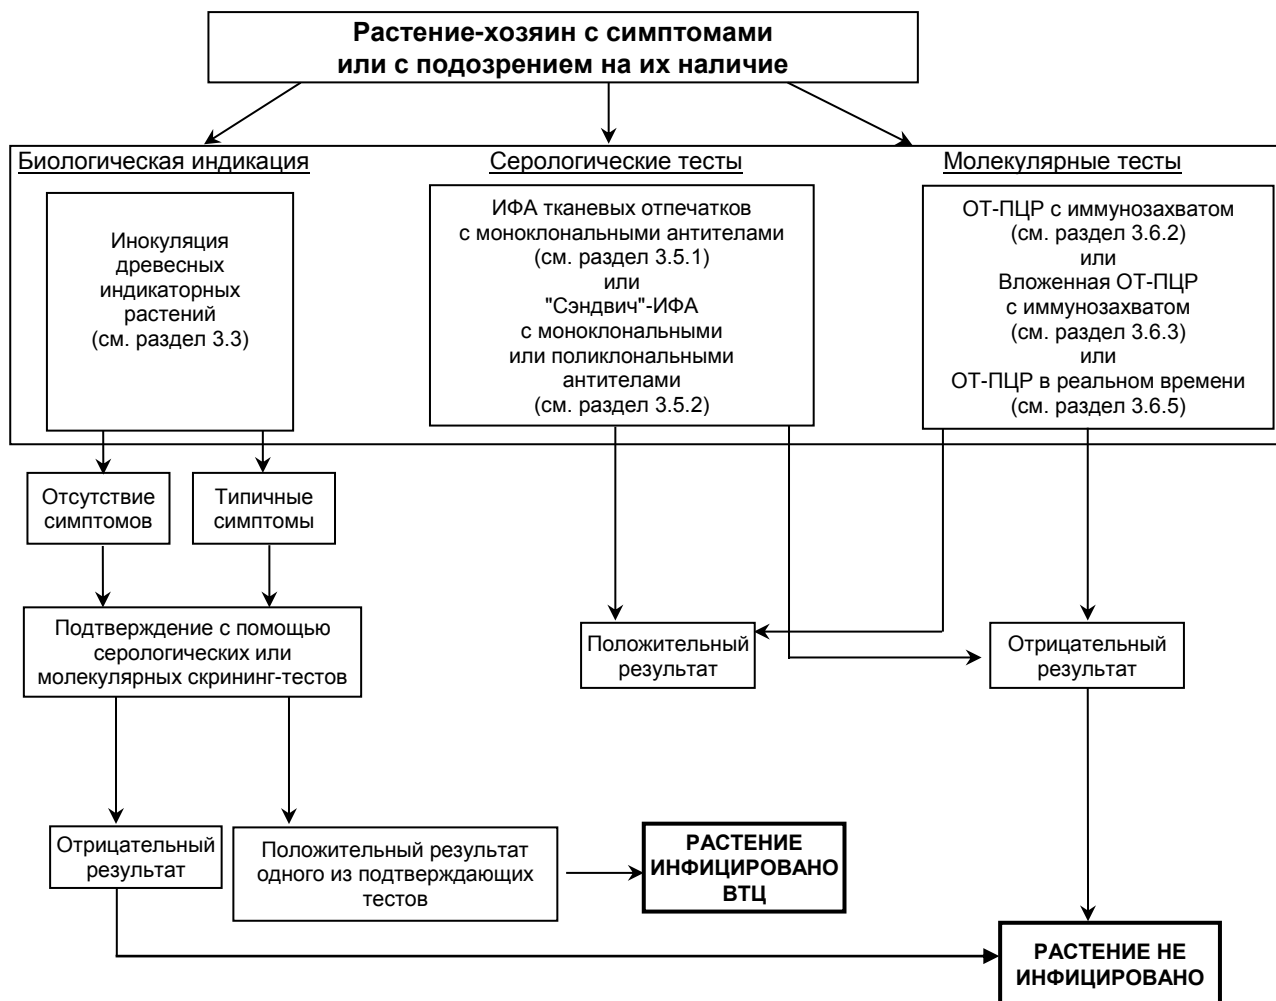 Растение-хозяин с симптомами
или с подозрением на их наличие
Биологическая индикация
Серологические тесты
Молекулярные тесты
Инокуляция
древесных
индикаторных
растений
(см. раздел 3.3)
ИФА тканевых отпечатков
с моноклональными антителами
(см. раздел 3.5.1)
или
"Сэндвич"-ИФА
с моноклональными
или поликлональными
антителами
(см. раздел 3.5.2)
ОТ-ПЦР с иммунозахватом
(см. раздел 3.6.2)
или
Вложенная ОТ-ПЦР
с иммунозахватом
(см. раздел 3.6.3)
или
ОТ-ПЦР в реальном времени
(см. раздел 3.6.5)
Отсутствие
симптомов
Типичные
симптомы
Подтверждение с помощью
серологических или
молекулярных скрининг-тестов
Положительный
результат
Отрицательный
результат
Отрицательный
результат
Положительный результат
одного из подтверждающих
тестов
РАСТЕНИЕ
ИНФИЦИРОВАНО
ВТЦ
РАСТЕНИЕ НЕ
ИНФИЦИРОВАНО